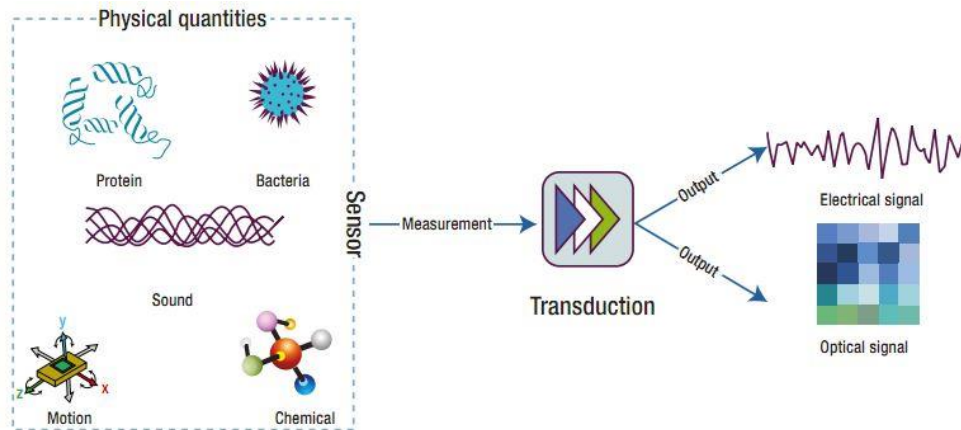 Physical quantities
Protein
Bacteria
Sound
y
z
x
Motion
Chemical
Sensor
Measurement
Transduction
Output
Electrical signal
Output
Optical signal